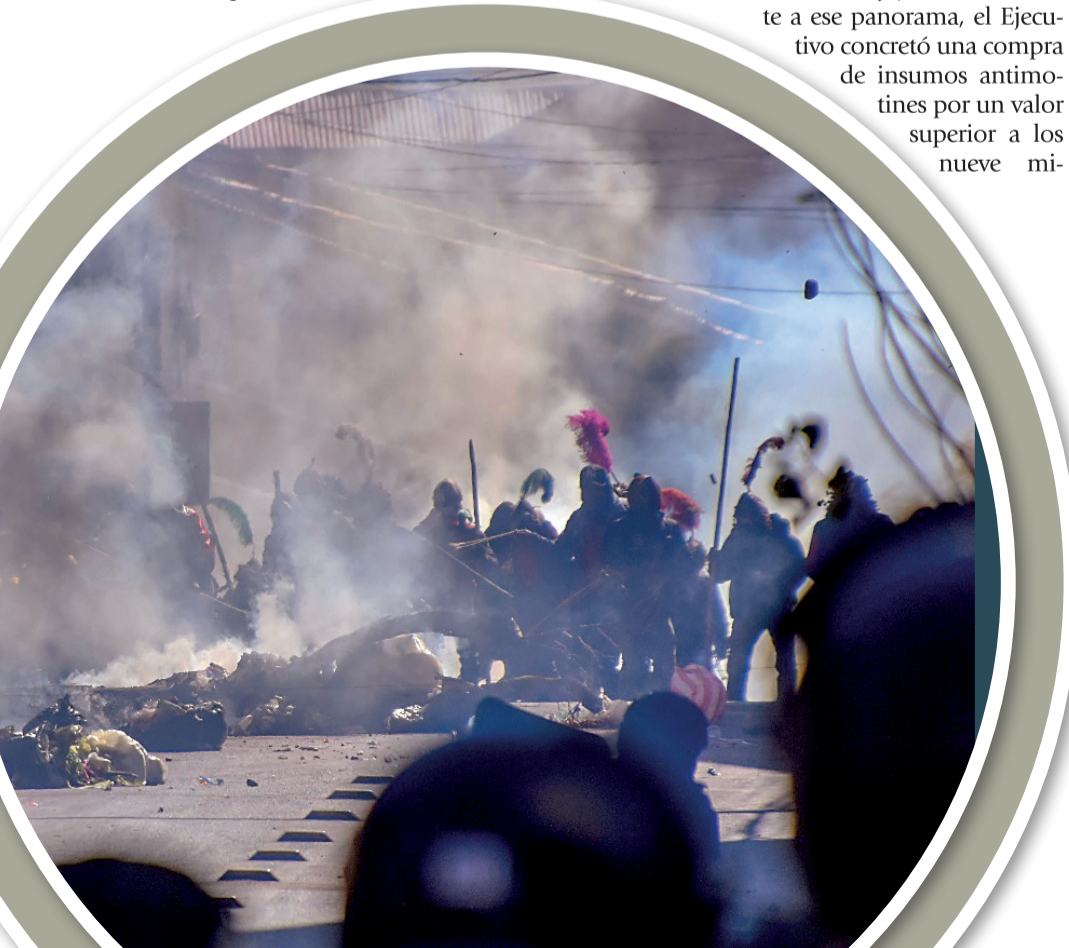 te a ese panorama, el Ejecu-
tivo concretó una compra
de insumos antimo-
tines por un valor
superior a los
nueve mi-